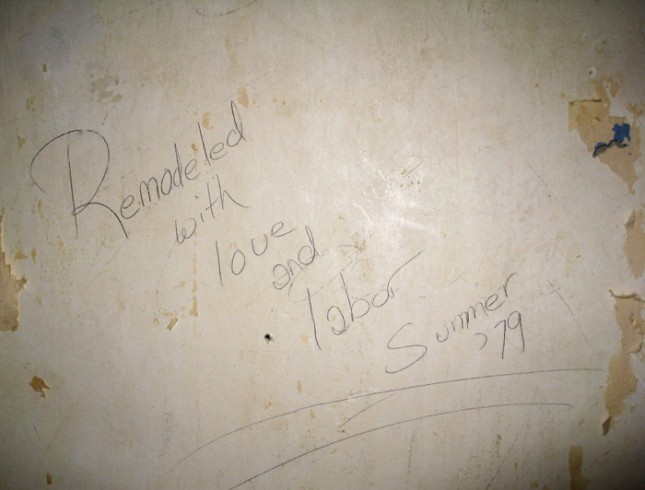 Remodeled
with
love
and
labor
Summer
'79